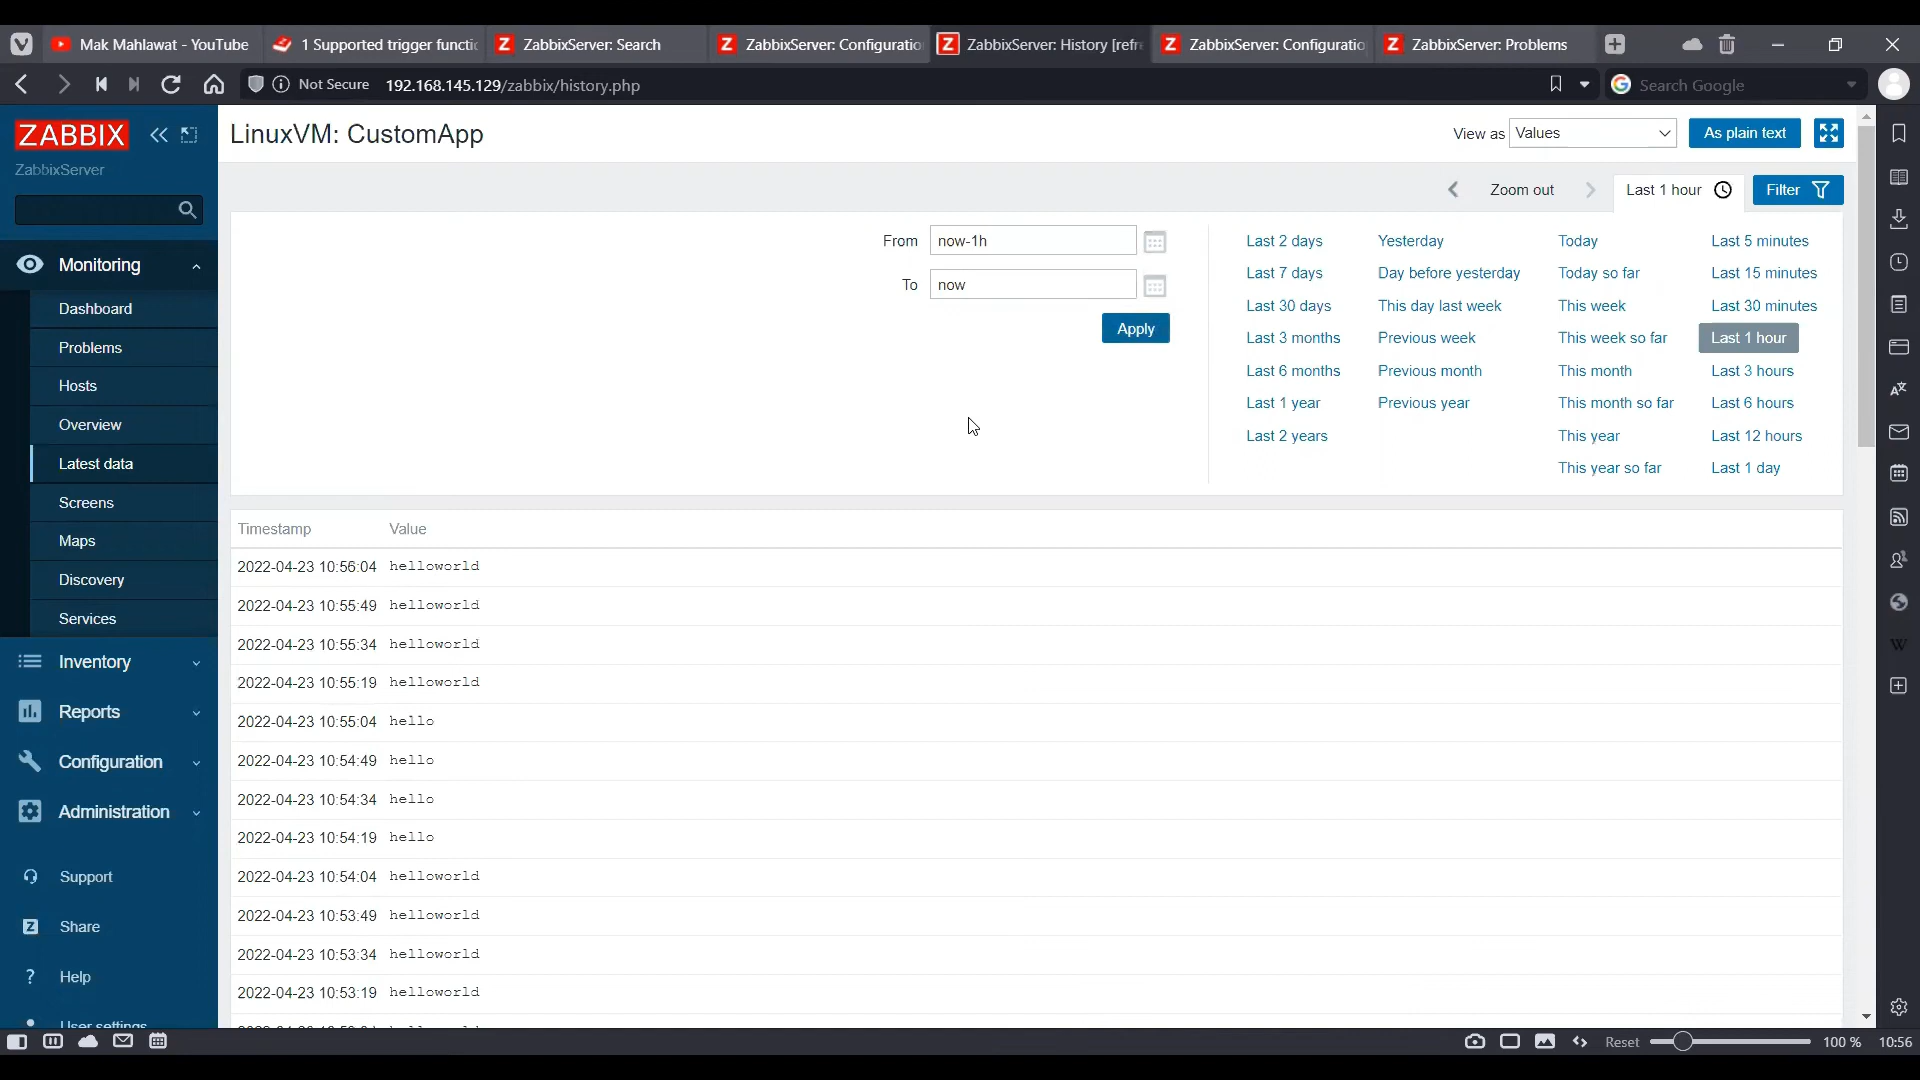 Mak Mahlawat - YouTube
1 Supported trigger functi
ZabbixServer: Search
ZabbixServer: Configuratio
ZabbixServer: History [refr
ZabbixServer: Configuratio
ZabbixServer: Problems
Not Secure 192.168.145.129/zabbix/history.php
Search Google
ZABBIX
ZabbixServer
LinuxVM: CustomApp
View as Values
As plain text
Zoom out
Last 1 hour
Filter
Monitoring
Dashboard
Problems
Hosts
Overview
Latest data
Screens
Maps
Discovery
Services
Inventory
Reports
Configuration
Administration
Support
Z Share
? Help
User settings
From now-1h
To now
Apply
Last 2 days Yesterday Today Last 5 minutes
Last 7 days Day before yesterday Today so far Last 15 minutes
Last 30 days This day last week This week Last 30 minutes
Last 3 months Previous week This week so far Last 1 hour
Last 6 months Previous month This month Last 3 hours
Last 1 year Previous year This month so far Last 6 hours
Last 2 years This year Last 12 hours
This year so far Last 1 day
Timestamp Value
2022-04-23 10:56:04 helloworld
2022-04-23 10:55:49 helloworld
2022-04-23 10:55:34 helloworld
2022-04-23 10:55:19 helloworld
2022-04-23 10:55:04 hello
2022-04-23 10:54:49 hello
2022-04-23 10:54:34 hello
2022-04-23 10:54:19 hello
2022-04-23 10:54:04 helloworld
2022-04-23 10:53:49 helloworld
2022-04-23 10:53:34 helloworld
2022-04-23 10:53:19 helloworld
Reset 100 % 10:56